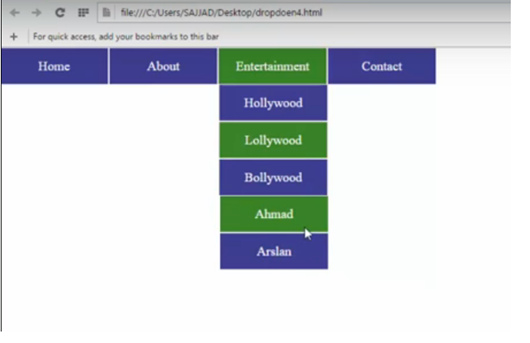 file:///C:/Users/SAJJAD/Desktop/dropdoen4.html
For quick access, add your bookmarks to this bar
Home About Entertainment Contact
Hollywood
Lollywood
Bollywood
Ahmad
Arslan